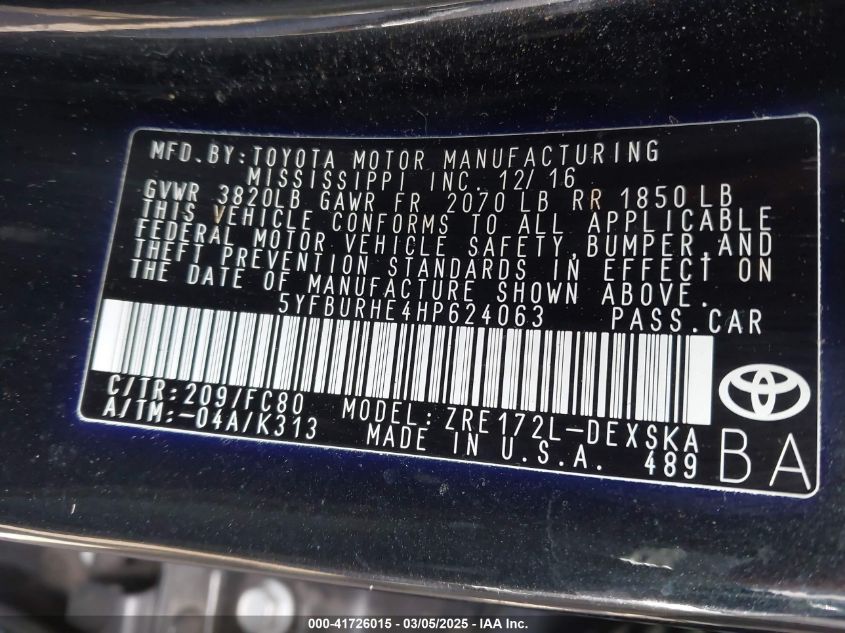 MFD. BY: TOYOTA MOTOR MANUFACTURING
MISSISSIPPI INC. 12/16
GVWR 3820LB GAWR FR 2070 LB RR 1850 LB
THIS VEHICLE CONFORMS TO ALL APPLICABLE
FEDERAL MOTOR VEHICLE SAFETY, BUMPER, AND
THEFT PREVENTION STANDARDS IN EFFECT ON
THE DATE OF MANUFACTURE SHOWN ABOVE.
5YFBURHE4HP624063 PASS. CAR
C/TR: 209/FC80 MODEL: ZRE172L-DEXSKA
A/TM: -04A/K313 MADE IN U.S.A. 489
BA
000-41726015 — 03/05/2025 — IAA Inc.